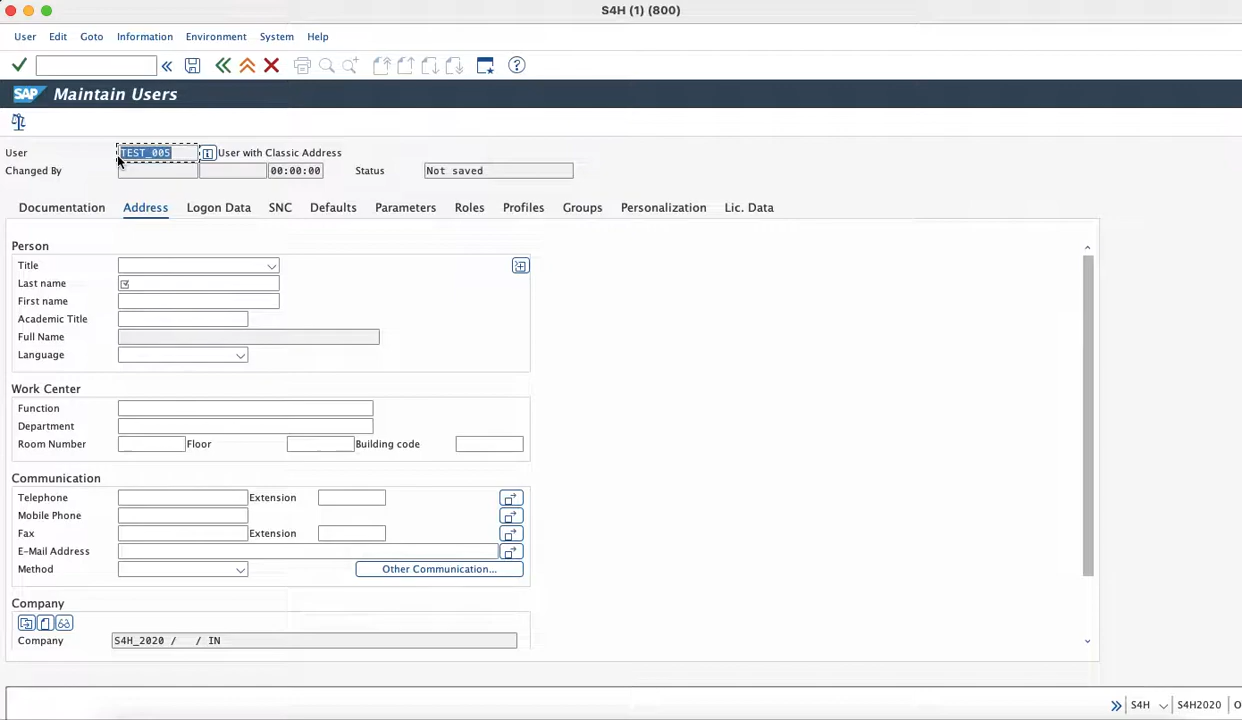 S4H (1) (800)
User Edit Goto Information Environment System Help
SAP Maintain Users
User TEST_005 User with Classic Address
Changed By 00:00:00 Status Not saved
Documentation Address Logon Data SNC Defaults Parameters Roles Profiles Groups Personalization Lic. Data
Person
Title
Last name
First name
Academic Title
Full Name
Language
Work Center
Function
Department
Room Number Floor Building code
Communication
Telephone Extension
Mobile Phone
Fax Extension
E-Mail Address
Method Other Communication...
Company
Company S4H_2020 / / IN
S4H S4H2020 O